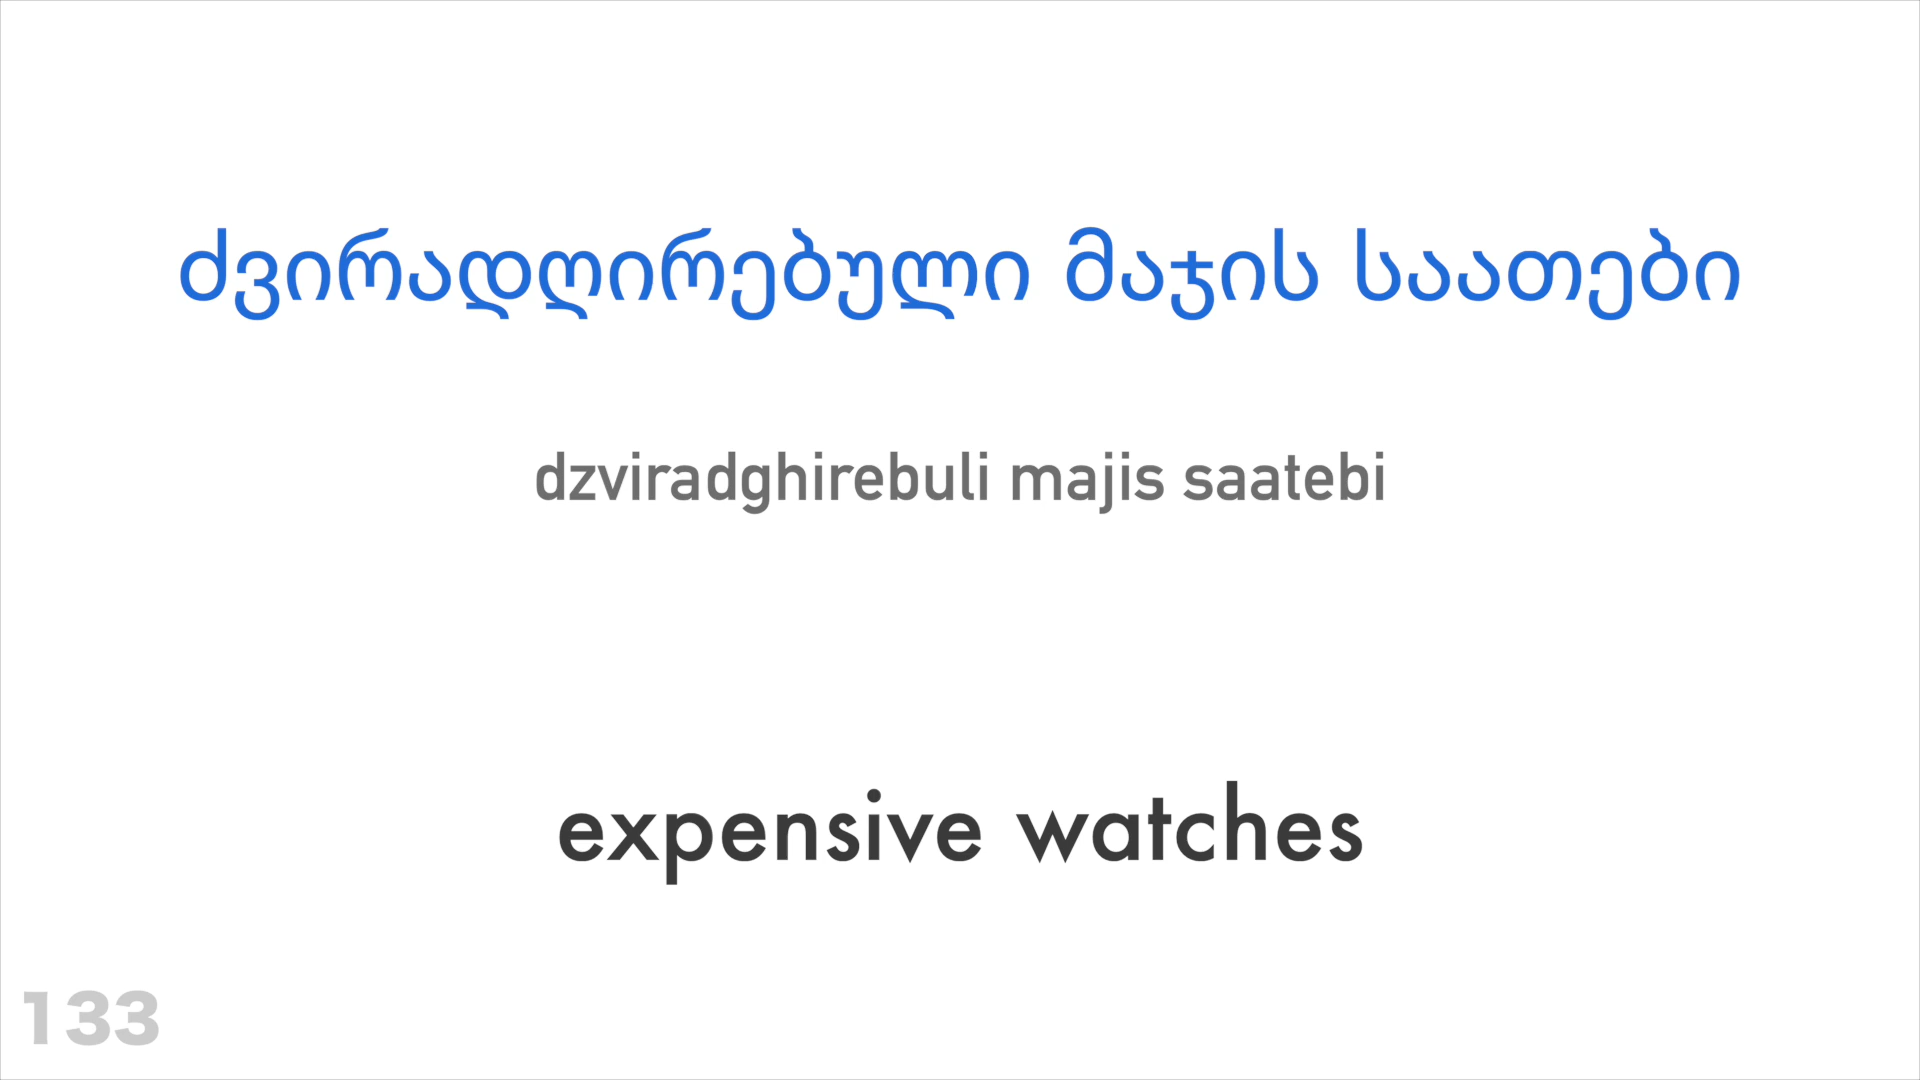 ძვირადღირებული მაჯის საათები
dzviradghirebuli majis saatebi
expensive watches
133